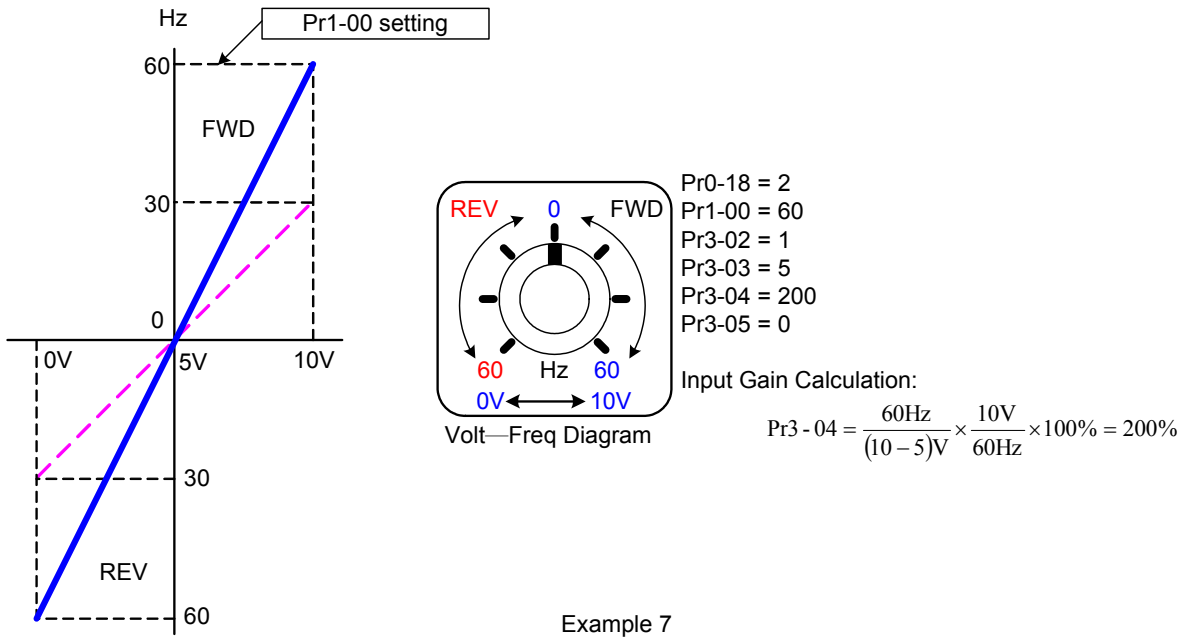 Hz
Pr1-00 setting
60
FWD
30
0
0V
5V
10V
30
REV
60
REV
0
FWD
60
Hz
60
0V
10V
Volt—Freq Diagram
Pr0-18 = 2
Pr1-00 = 60
Pr3-02 = 1
Pr3-03 = 5
Pr3-04 = 200
Pr3-05 = 0
Input Gain Calculation:
Pr3 - 04 = 60Hz / (10 – 5)V × 10V / 60Hz × 100% = 200%
Example 7